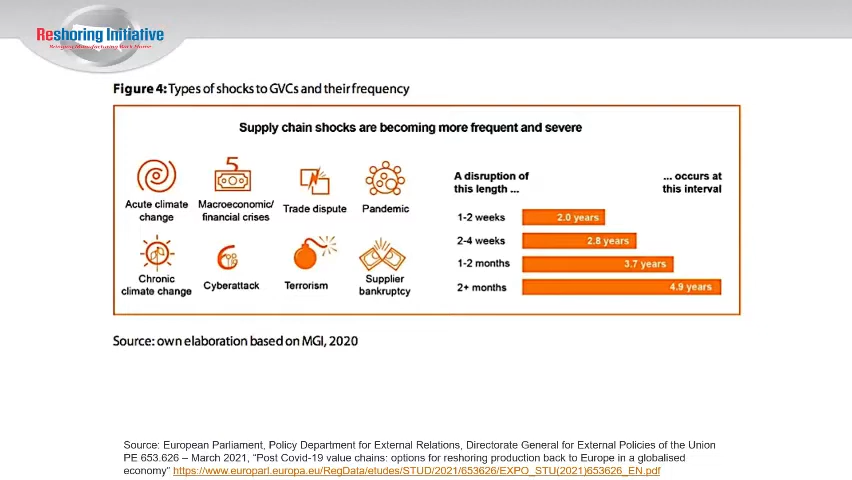 Reshoring Initiative
Bringing Manufacturing Back Home
Figure 4: Types of shocks to GVCs and their frequency
Supply chain shocks are becoming more frequent and severe
Acute climate
change
5
Macroeconomic/
financial crises
Trade dispute
Pandemic
Chronic
climate change
Cyberattack
Terrorism
Supplier
bankruptcy
A disruption of
this length ...
... occurs at
this interval
1-2 weeks 2.0 years
2-4 weeks 2.8 years
1-2 months 3.7 years
2+ months 4.9 years
Source: own elaboration based on MGI, 2020
Source: European Parliament, Policy Department for External Relations, Directorate General for External Policies of the Union
PE 653.626 – March 2021, “Post Covid-19 value chains: options for reshoring production back to Europe in a globalised
economy” https://www.europarl.europa.eu/RegData/etudes/STUD/2021/653626/EXPO_STU(2021)653626_EN.pdf